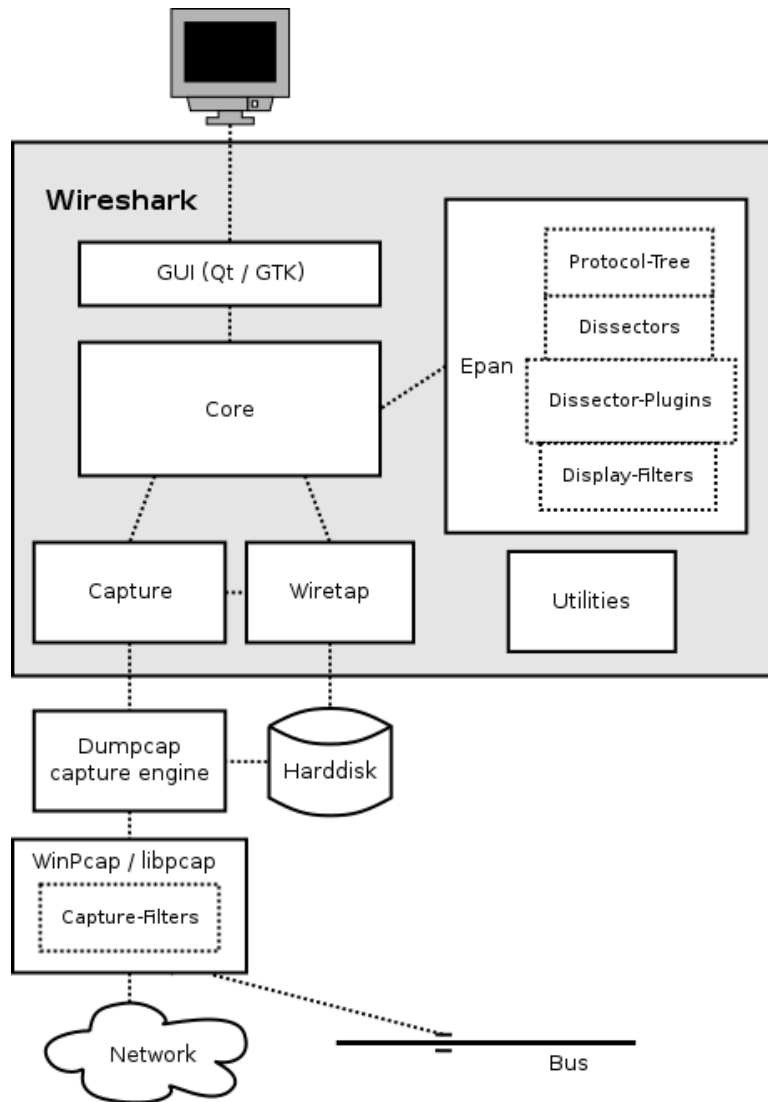 Wireshark
GUI (Qt / GTK)
Core
Epan
Protocol-Tree
Dissectors
Dissector-Plugins
Display-Filters
Capture
Wiretap
Utilities
Dumpcap
capture engine
Harddisk
WinPcap / libpcap
Capture-Filters
Network
Bus